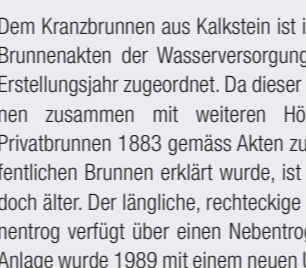 Dem Kranzbrunnen aus Kalkstein ist i
Brunnenakten der Wasserversorgung
Erstellungsjahr zugeordnet. Da dieser
nen zusammen mit weiteren Hö
Privatbrunnen 1883 gemäss Akten zu
fentlichen Brunnen erklärt wurde, ist
doch älter. Der längliche, rechteckige
nentrog verfügt über einen Nebentrog
Anlage wurde 1989 mit einem neuen